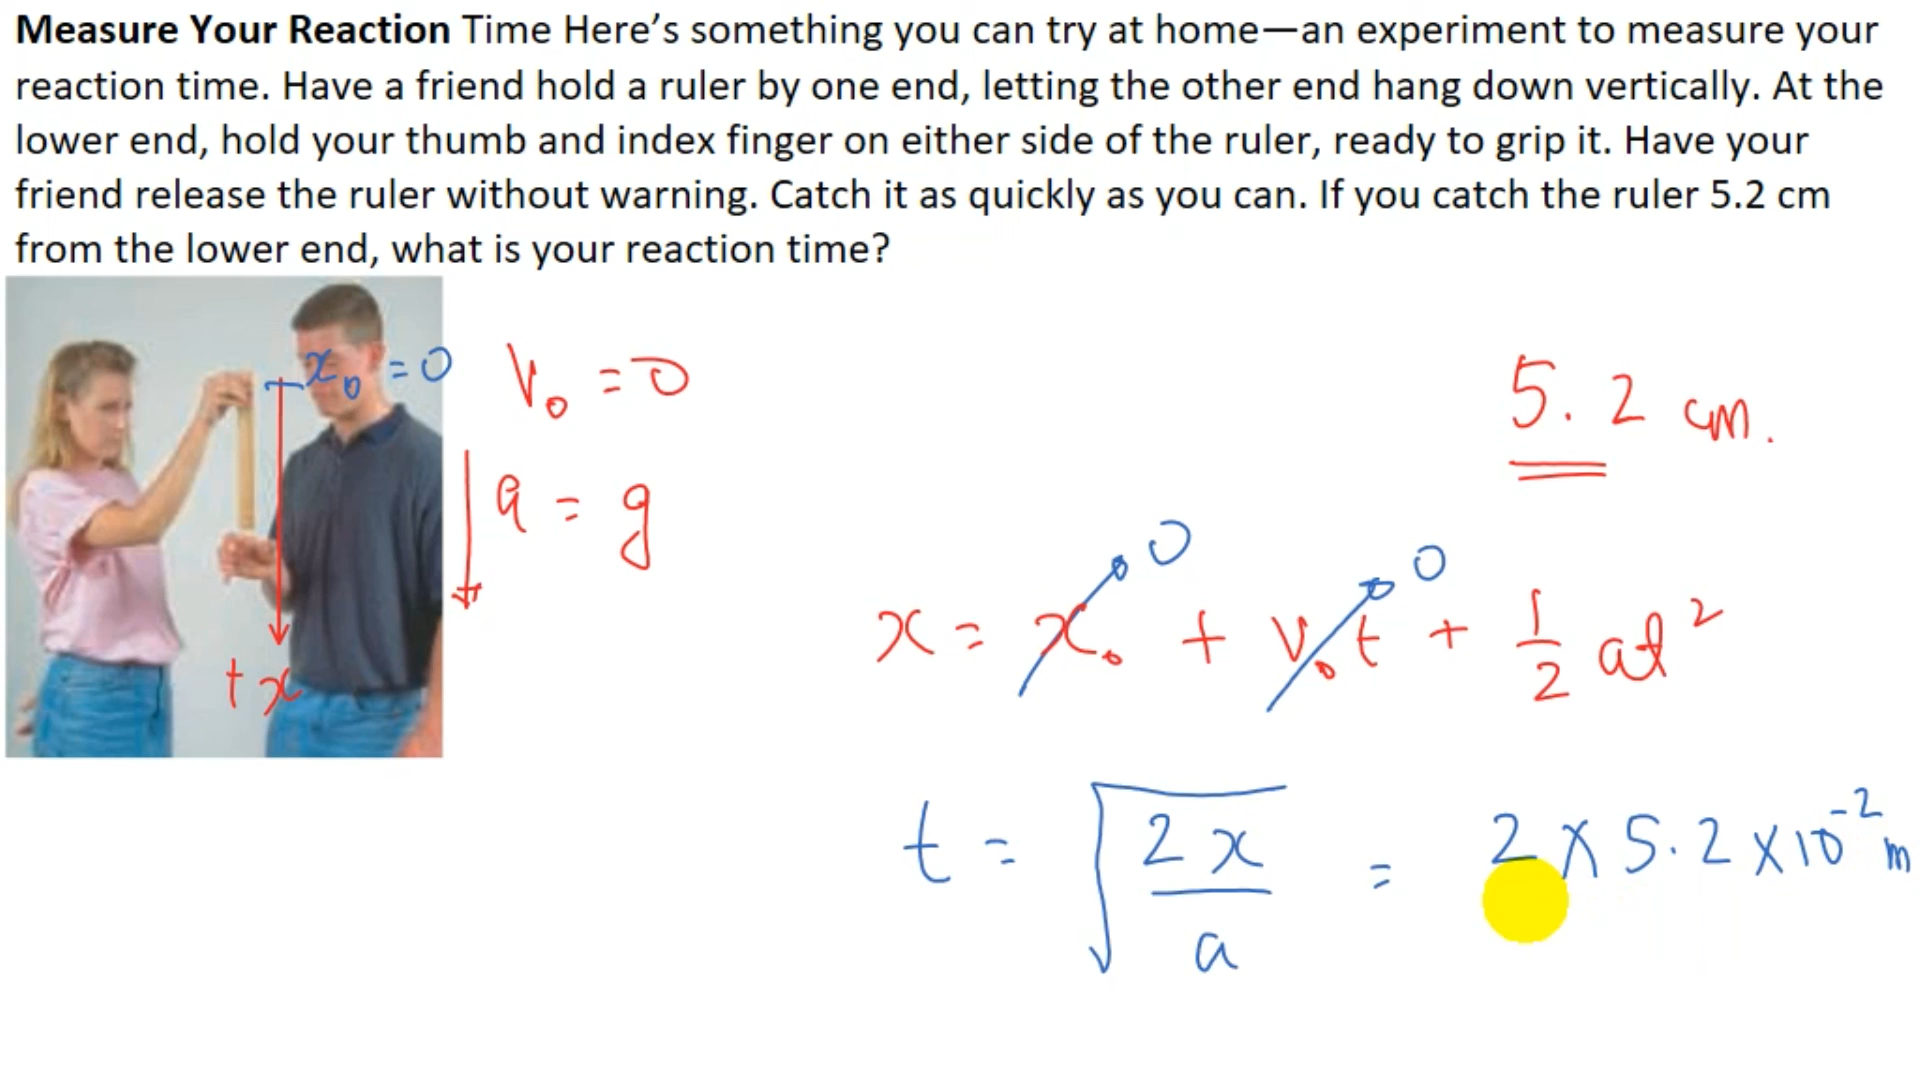 Measure Your Reaction Time Here’s something you can try at home—an experiment to measure your
reaction time. Have a friend hold a ruler by one end, letting the other end hang down vertically. At the
lower end, hold your thumb and index finger on either side of the ruler, ready to grip it. Have your
friend release the ruler without warning. Catch it as quickly as you can. If you catch the ruler 5.2 cm
from the lower end, what is your reaction time?
x₀ = 0
v₀ = 0
5.2 cm.
a = g
0 0
x = x₀ + v₀t + 1/2 at²
+x
t = √(2x/a) = 2 × 5.2 × 10⁻² m